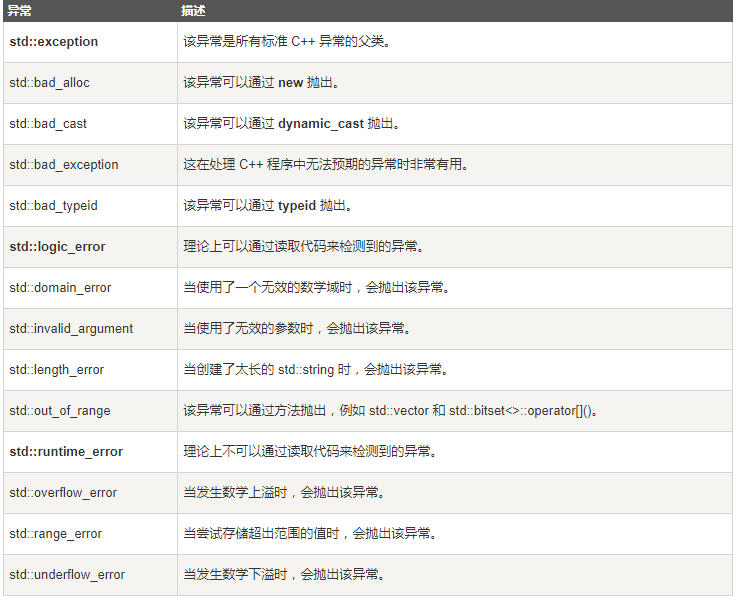 异常 描述
std::exception 该异常是所有标准 C++ 异常的父类。
std::bad_alloc 该异常可以通过 new 抛出。
std::bad_cast 该异常可以通过 dynamic_cast 抛出。
std::bad_exception 这在处理 C++ 程序中无法预期的异常时非常有用。
std::bad_typeid 该异常可以通过 typeid 抛出。
std::logic_error 理论上可以通过读取代码来检测到的异常。
std::domain_error 当使用了一个无效的数学域时，会抛出该异常。
std::invalid_argument 当使用了无效的参数时，会抛出该异常。
std::length_error 当创建了太长的 std::string 时，会抛出该异常。
std::out_of_range 该异常可以通过方法抛出，例如 std::vector 和 std::bitset<>::operator[]()。
std::runtime_error 理论上不可以通过读取代码来检测到的异常。
std::overflow_error 当发生数学上溢时，会抛出该异常。
std::range_error 当尝试存储超出范围的值时，会抛出该异常。
std::underflow_error 当发生数学下溢时，会抛出该异常。